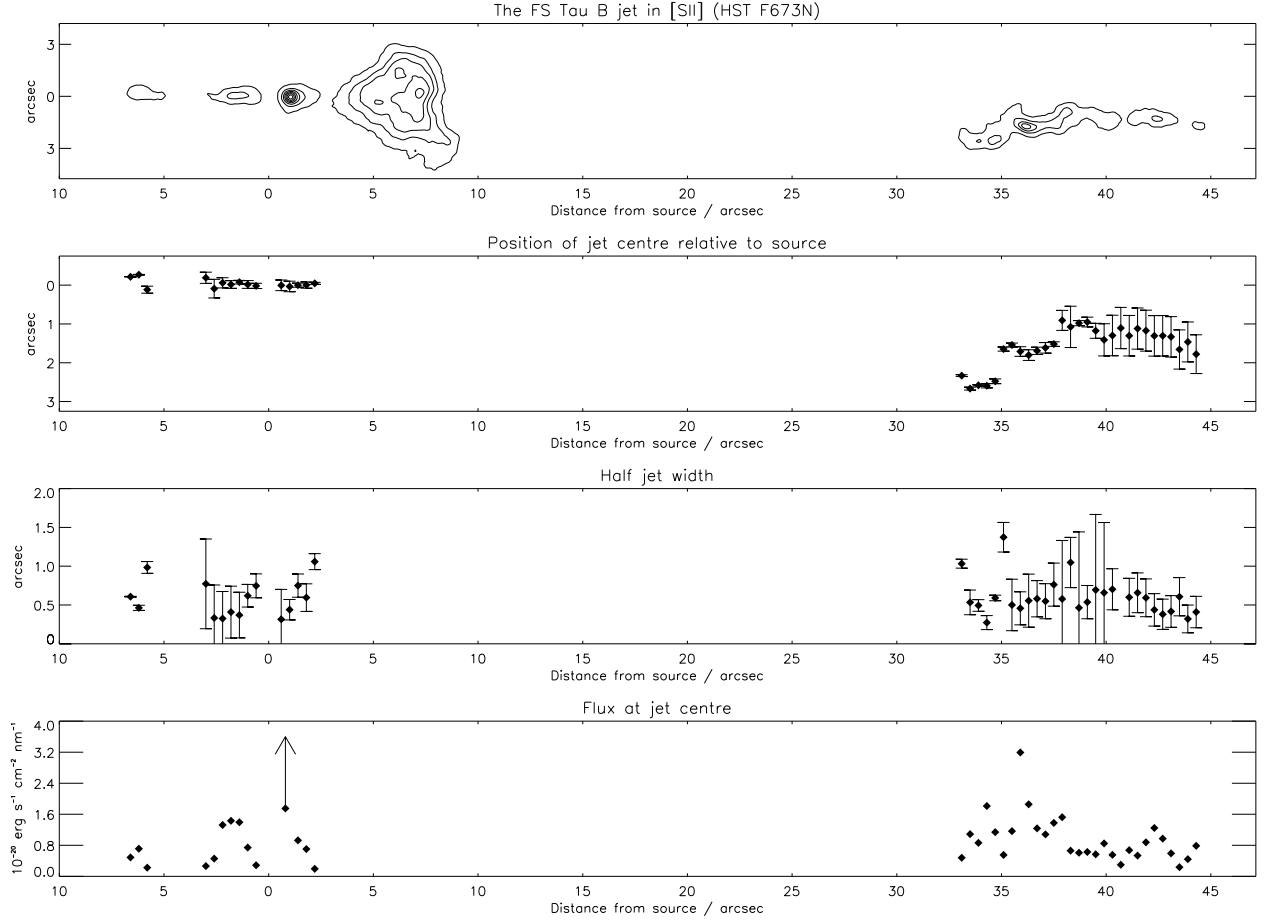 The FS Tau B jet in [SII] (HST F673N)
arcsec
3
0
3
10 5 0 5 10 15 20 25 30 35 40 45
Distance from source / arcsec
Position of jet centre relative to source
arcsec
0
1
2
3
10 5 0 5 10 15 20 25 30 35 40 45
Distance from source / arcsec
Half jet width
arcsec
2.0
1.5
1.0
0.5
0
10 5 0 5 10 15 20 25 30 35 40 45
Distance from source / arcsec
Flux at jet centre
10⁻²⁰ erg s⁻¹ cm⁻² nm⁻¹
4.0
3.2
2.4
1.6
0.8
0.0
10 5 0 5 10 15 20 25 30 35 40 45
Distance from source / arcsec